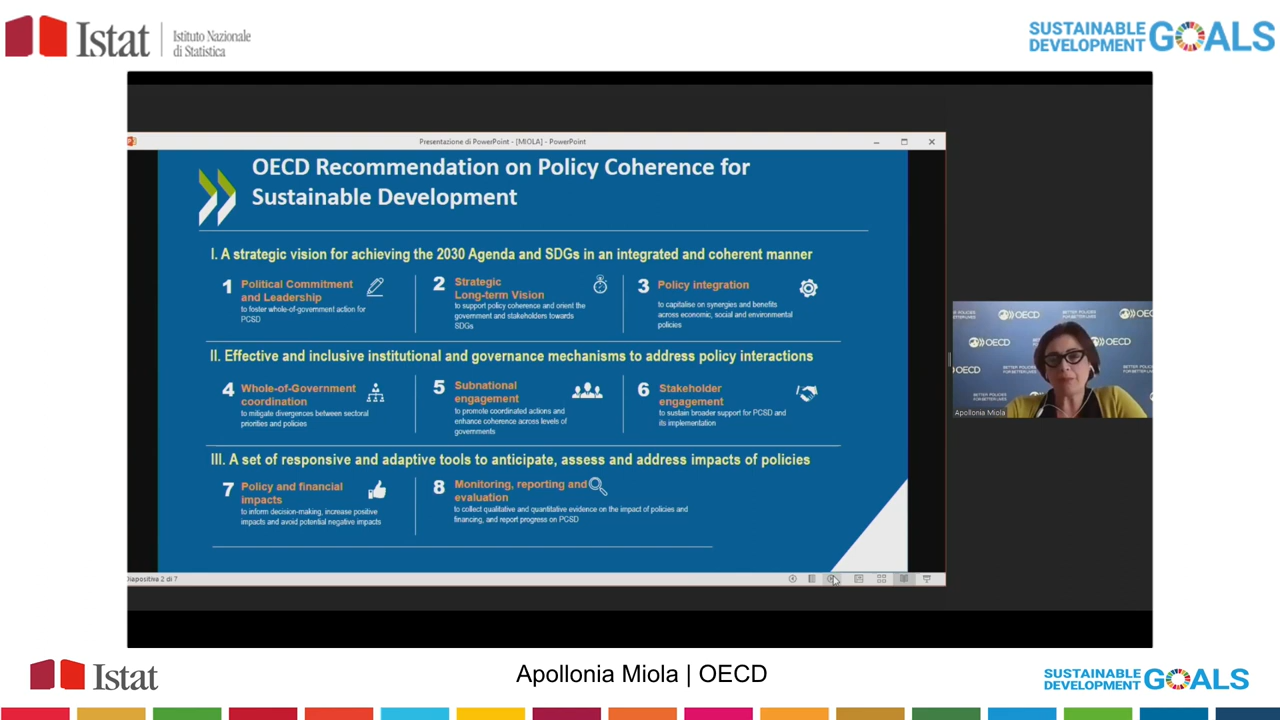 Istat
Istituto Nazionale
di Statistica
SUSTAINABLE
DEVELOPMENT
GOALS
Presentazione di PowerPoint - [MIOLA] - PowerPoint
OECD Recommendation on Policy Coherence for
Sustainable Development
I. A strategic vision for achieving the 2030 Agenda and SDGs in an integrated and coherent manner
1 Political Commitment
and Leadership
to foster whole-of-government action for
PCSD
2 Strategic
Long-term Vision
to support policy coherence and orient the
government and stakeholders towards
SDGs
3 Policy integration
to capitalise on synergies and benefits
across economic, social and environmental
policies
II. Effective and inclusive institutional and governance mechanisms to address policy interactions
4 Whole-of-Government
coordination
to mitigate divergences between sectoral
priorities and policies
5 Subnational
engagement
to promote coordinated actions and
enhance coherence across levels of
governments
6 Stakeholder
engagement
to sustain broader support for PCSD and
its implementation
III. A set of responsive and adaptive tools to anticipate, assess and address impacts of policies
7 Policy and financial
impacts
to inform decision-making, increase positive
impacts and avoid potential negative impacts
8 Monitoring, reporting and
evaluation
to collect qualitative and quantitative evidence on the impact of policies and
financing, and report progress on PCSD
Diapositiva 2 di 7
OECD
BETTER POLICIES
FOR BETTER LIVES
OECD
OECD
OECD
OECD
Apollonia Miola
Istat
Apollonia Miola | OECD
SUSTAINABLE
DEVELOPMENT
GOALS